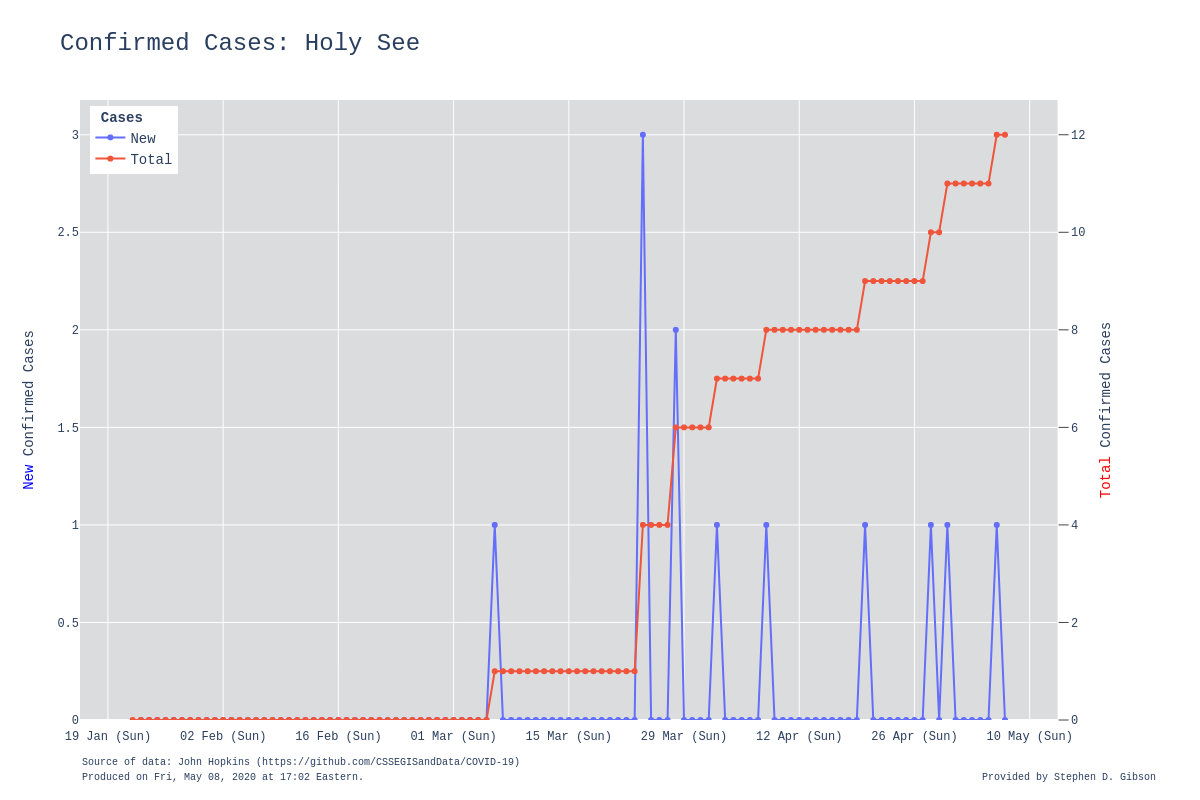 Confirmed Cases: Holy See
Cases
New
Total
3
2.5
2
1.5
1
0.5
0
New Confirmed Cases
12
10
8
6
4
2
0
Total Confirmed Cases
19 Jan (Sun) 02 Feb (Sun) 16 Feb (Sun) 01 Mar (Sun) 15 Mar (Sun) 29 Mar (Sun) 12 Apr (Sun) 26 Apr (Sun) 10 May (Sun)
Source of data: John Hopkins (https://github.com/CSSEGISandData/COVID-19)
Produced on Fri, May 08, 2020 at 17:02 Eastern.
Provided by Stephen D. Gibson